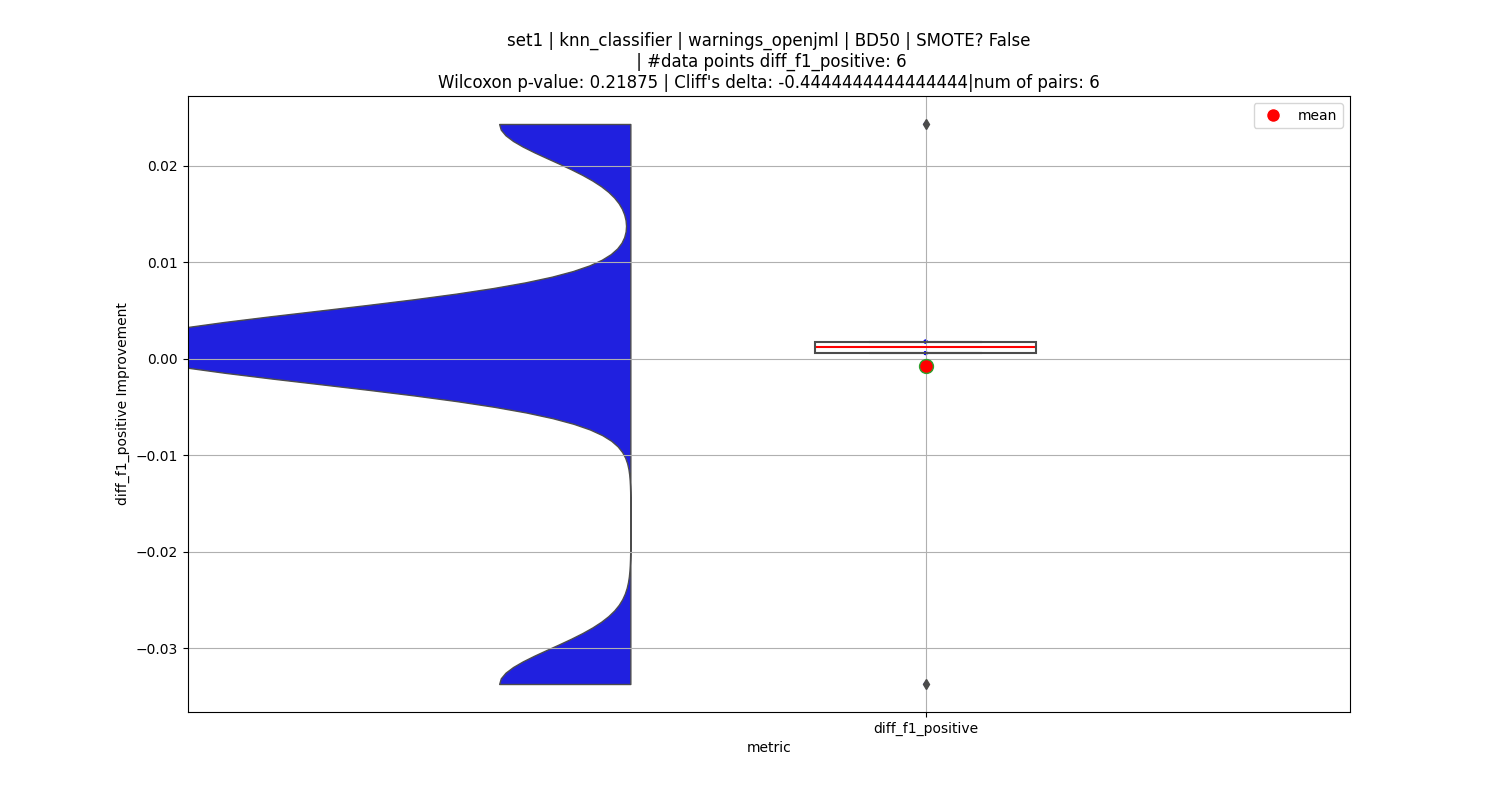 set1 | knn_classifier | warnings_openjml | BD50 | SMOTE? False
| #data points diff_f1_positive: 6
Wilcoxon p-value: 0.21875 | Cliff's delta: -0.4444444444444444|num of pairs: 6
mean
0.02
0.01
0.00
−0.01
−0.02
−0.03
diff_f1_positive Improvement
diff_f1_positive
metric